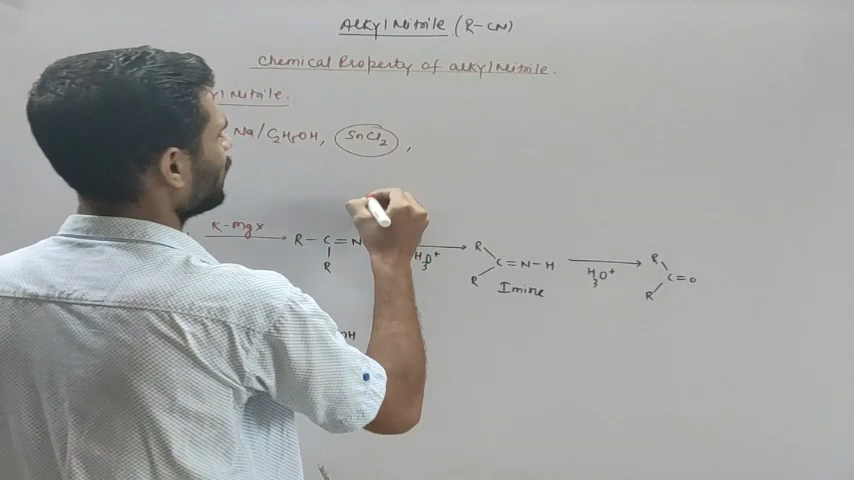 Alkyl Nitrile (R-CN)
Chemical Property of alkyl Nitrile.
yl Nitrile.
Na/C2H5OH, SnCl2,
R-mgx
R-C=N
R
H3O+
R
R
C=N-H
Imine
H3O+
R
R
C=O
OH